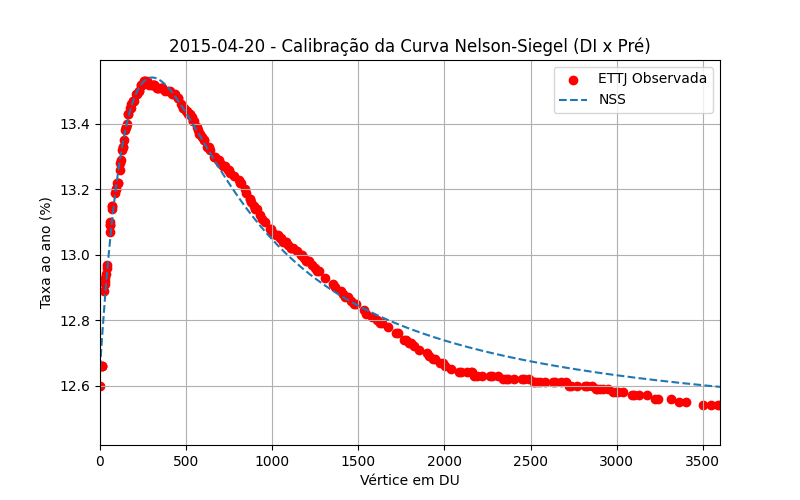 2015-04-20 - Calibração da Curva Nelson-Siegel (DI x Pré)
ETTJ Observada
NSS
13.4
13.2
13.0
12.8
12.6
Taxa ao ano (%)
0 500 1000 1500 2000 2500 3000 3500
Vértice em DU